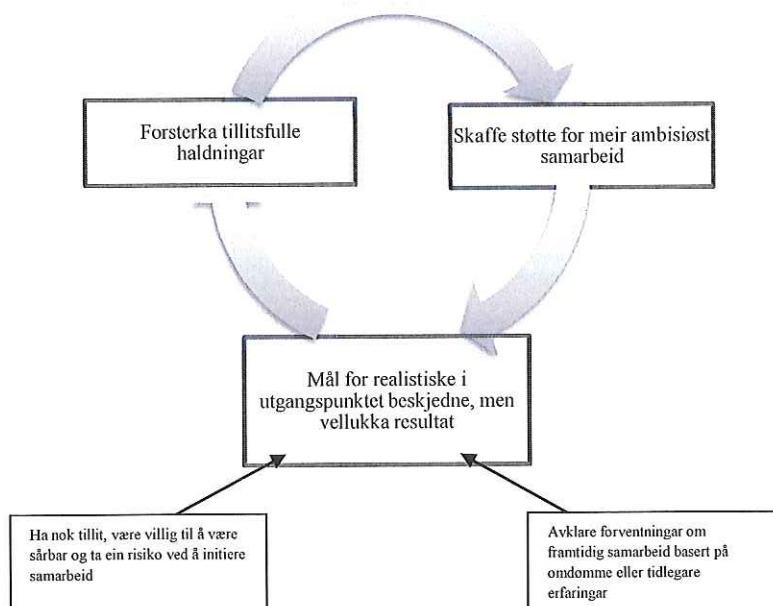 Forsterka tillitsfulle
haldningar
Skaffe støtte for meir ambisiøst
samarbeid
Mål for realistiske i
utgangspunktet beskjedne, men
vellukka resultat
Ha nok tillit, være villig til å være
sårbar og ta ein risiko ved å initiere
samarbeid
Avklare forventningar om
framtidig samarbeid basert på
omdømme eller tidlegare
erfaringar